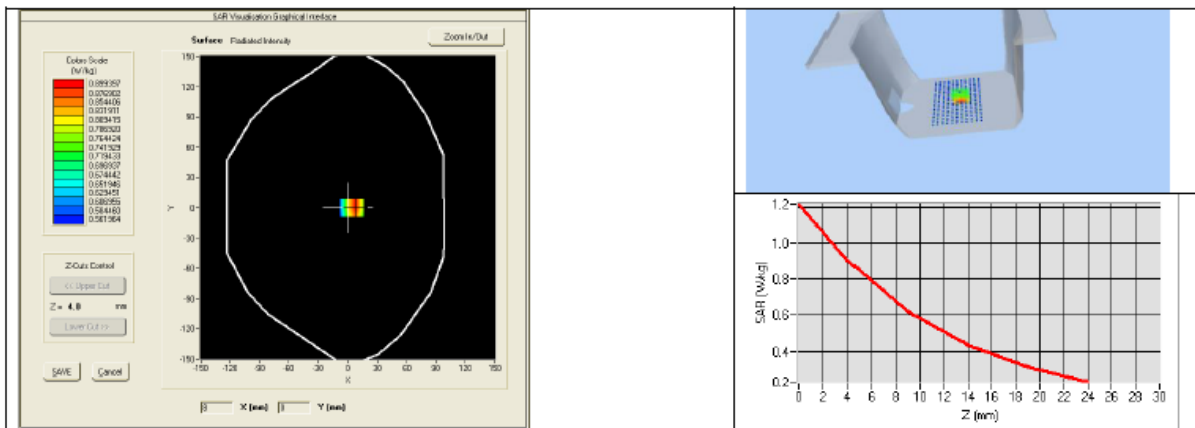 SAR Visualisation Graphical Interface
Surface Radiated Intensity
Zoom In/Out
Colors Scale
(W/kg)
0.899397
0.876902
0.854406
0.831911
0.809415
0.786920
0.764424
0.741929
0.719433
0.696937
0.674442
0.651946
0.629451
0.606955
0.584460
0.561964
Z-Cuts Control
<< Upper Cut
Z = 4.0 mm
Lower Cut >>
SAVE Cancel
150
120
90
60
30
0
-30
-60
-90
-120
-150
Y
-150 -120 -90 -60 -30 0 30 60 90 120 150
X
X (mm) Y (mm)
1.2
1.0
0.8
0.6
0.4
0.2
SAR (W/kg)
0 2 4 6 8 10 12 14 16 18 20 22 24 26 28 30
Z (mm)